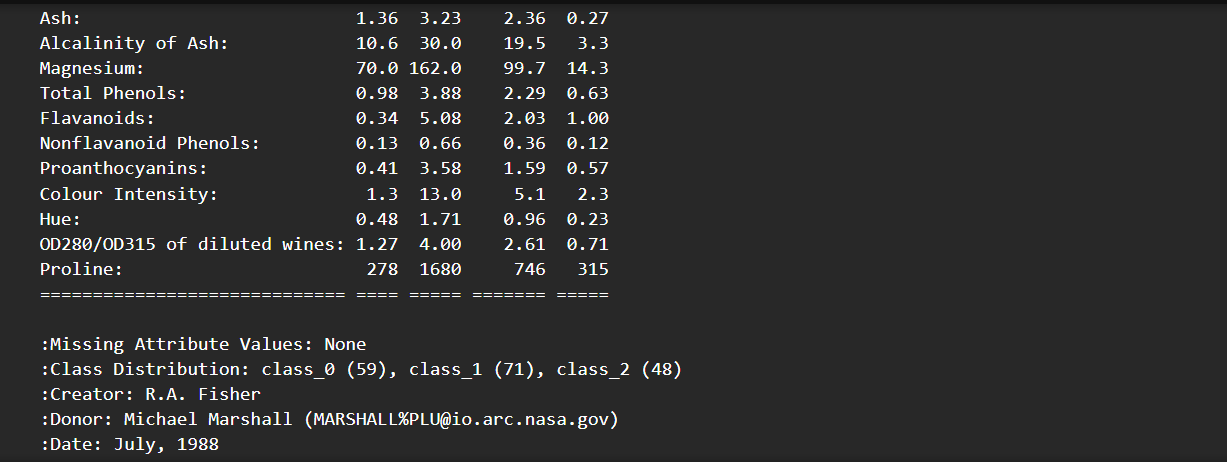 Ash:                          1.36  3.23    2.36  0.27
Alcalinity of Ash:            10.6  30.0    19.5   3.3
Magnesium:                    70.0 162.0    99.7  14.3
Total Phenols:                0.98  3.88    2.29  0.63
Flavanoids:                   0.34  5.08    2.03  1.00
Nonflavanoid Phenols:         0.13  0.66    0.36  0.12
Proanthocyanins:              0.41  3.58    1.59  0.57
Colour Intensity:              1.3  13.0     5.1   2.3
Hue:                          0.48  1.71    0.96  0.23
OD280/OD315 of diluted wines: 1.27  4.00    2.61  0.71
Proline:                       278  1680     746   315
============================= ==== ===== ======= =====
:Missing Attribute Values: None
:Class Distribution: class_0 (59), class_1 (71), class_2 (48)
:Creator: R.A. Fisher
:Donor: Michael Marshall (MARSHALL%PLU@io.arc.nasa.gov)
:Date: July, 1988